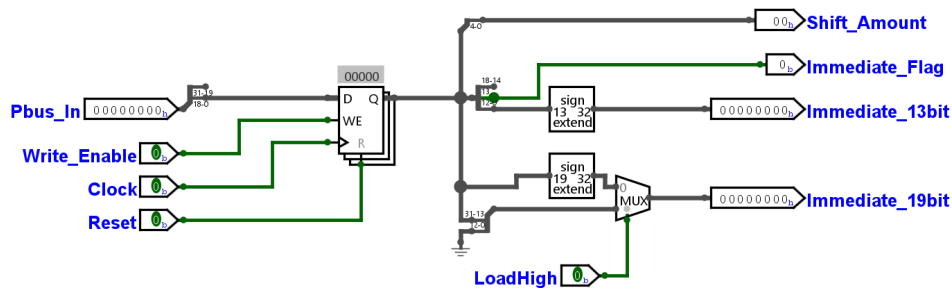 4-0
00h
Shift_Amount
00000
18-14
0b
Immediate_Flag
31-19
13
Pbus_In
00000000h
18-0
D Q
12-0
sign
13 32
extend
00000000h
Immediate_13bit
WE
Write_Enable
0b
R
Clock
0b
sign
19 32
extend
0
MUX
00000000h
Immediate_19bit
Reset
0b
31-13
12-0
LoadHigh
0b